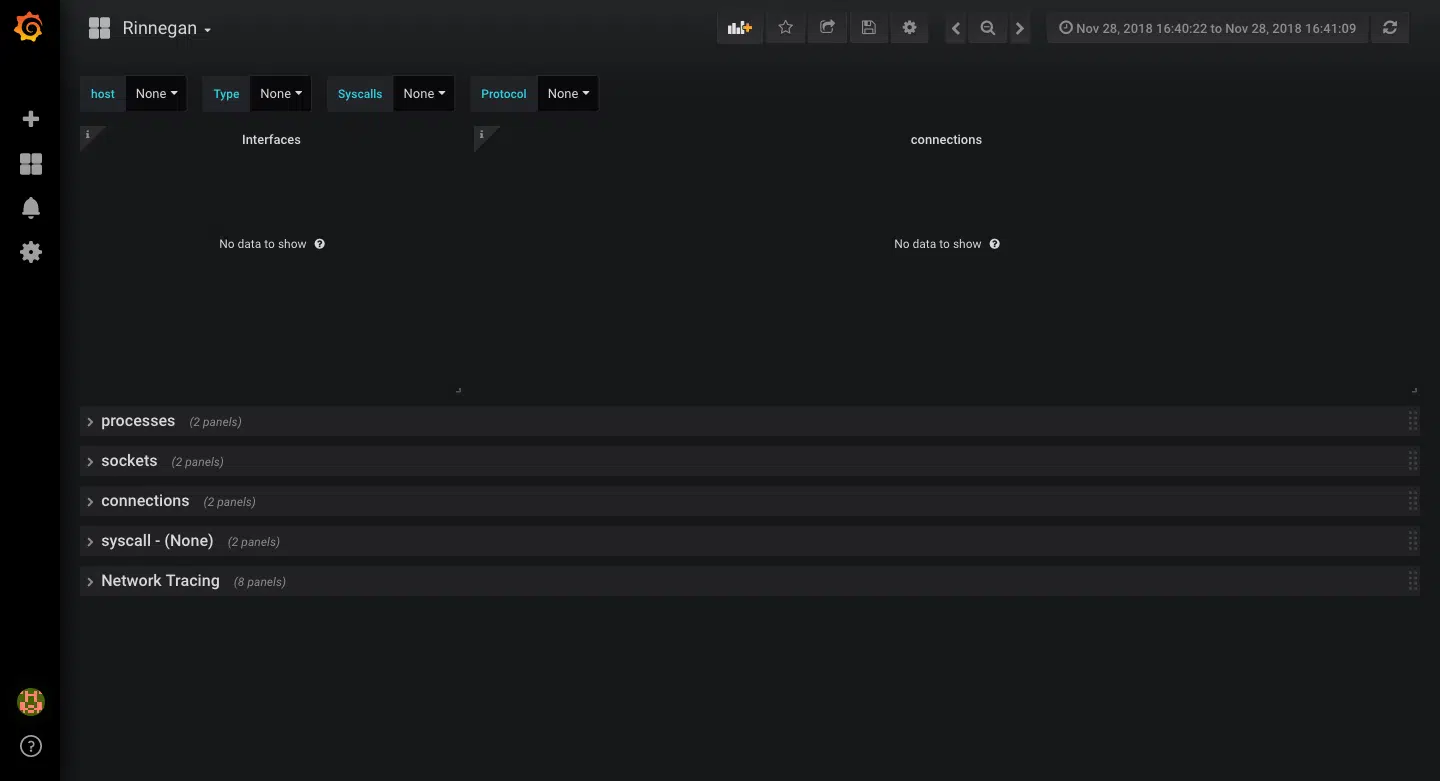 Rinnegan
Nov 28, 2018 16:40:22 to Nov 28, 2018 16:41:09
host None Type None Syscalls None Protocol None
i Interfaces
i connections
No data to show ?
No data to show ?
processes (2 panels)
sockets (2 panels)
connections (2 panels)
syscall - (None) (2 panels)
Network Tracing (8 panels)
?